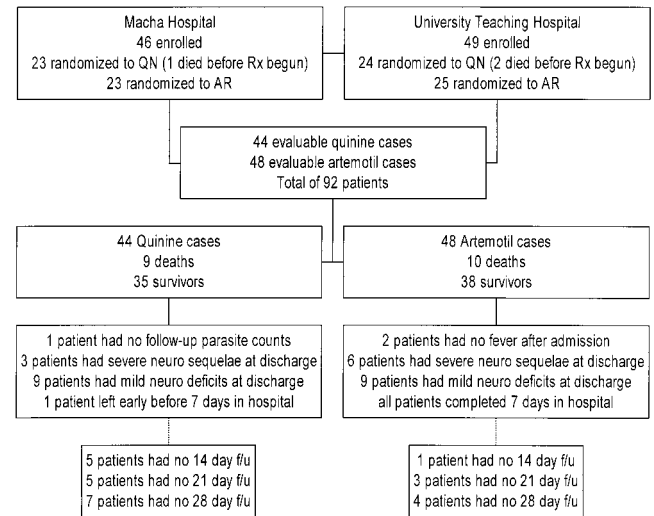 Macha Hospital
46 enrolled
23 randomized to QN (1 died before Rx begun)
23 randomized to AR
University Teaching Hospital
49 enrolled
24 randomized to QN (2 died before Rx begun)
25 randomized to AR
44 evaluable quinine cases
48 evaluable artemotil cases
Total of 92 patients
44 Quinine cases
9 deaths
35 survivors
48 Artemotil cases
10 deaths
38 survivors
1 patient had no follow-up parasite counts
3 patients had severe neuro sequelae at discharge
9 patients had mild neuro deficits at discharge
1 patient left early before 7 days in hospital
2 patients had no fever after admission
6 patients had severe neuro sequelae at discharge
9 patients had mild neuro deficits at discharge
all patients completed 7 days in hospital
5 patients had no 14 day f/u
5 patients had no 21 day f/u
7 patients had no 28 day f/u
1 patient had no 14 day f/u
3 patients had no 21 day f/u
4 patients had no 28 day f/u